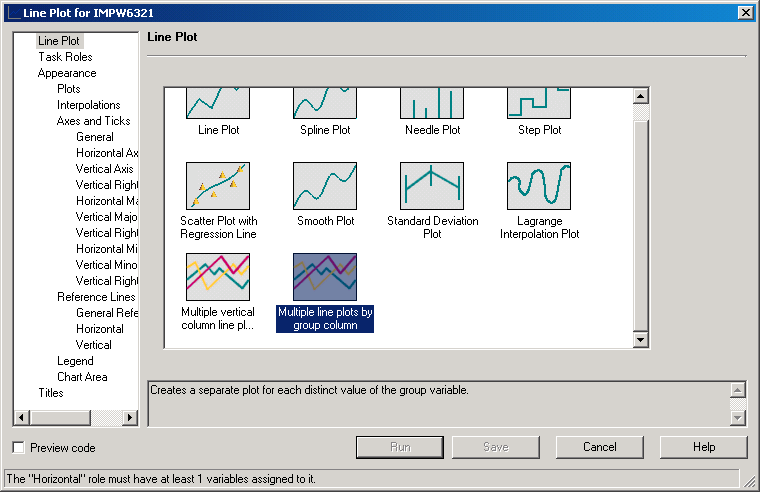 Line Plot for IMPW6321
Line Plot
Task Roles
Appearance
Plots
Interpolations
Axes and Ticks
General
Horizontal Ax
Vertical Axis
Vertical Right
Horizontal Ma
Vertical Major
Vertical Right
Horizontal Mi
Vertical Minor
Vertical Right
Reference Lines
General Refe
Horizontal
Vertical
Legend
Chart Area
Titles
Line Plot
Line Plot
Spline Plot
Needle Plot
Step Plot
Scatter Plot with
Regression Line
Smooth Plot
Standard Deviation
Plot
Lagrange
Interpolation Plot
Multiple vertical
column line pl...
Multiple line plots by
group column
Creates a separate plot for each distinct value of the group variable.
Preview code
Run
Save
Cancel
Help
The "Horizontal" role must have at least 1 variables assigned to it.